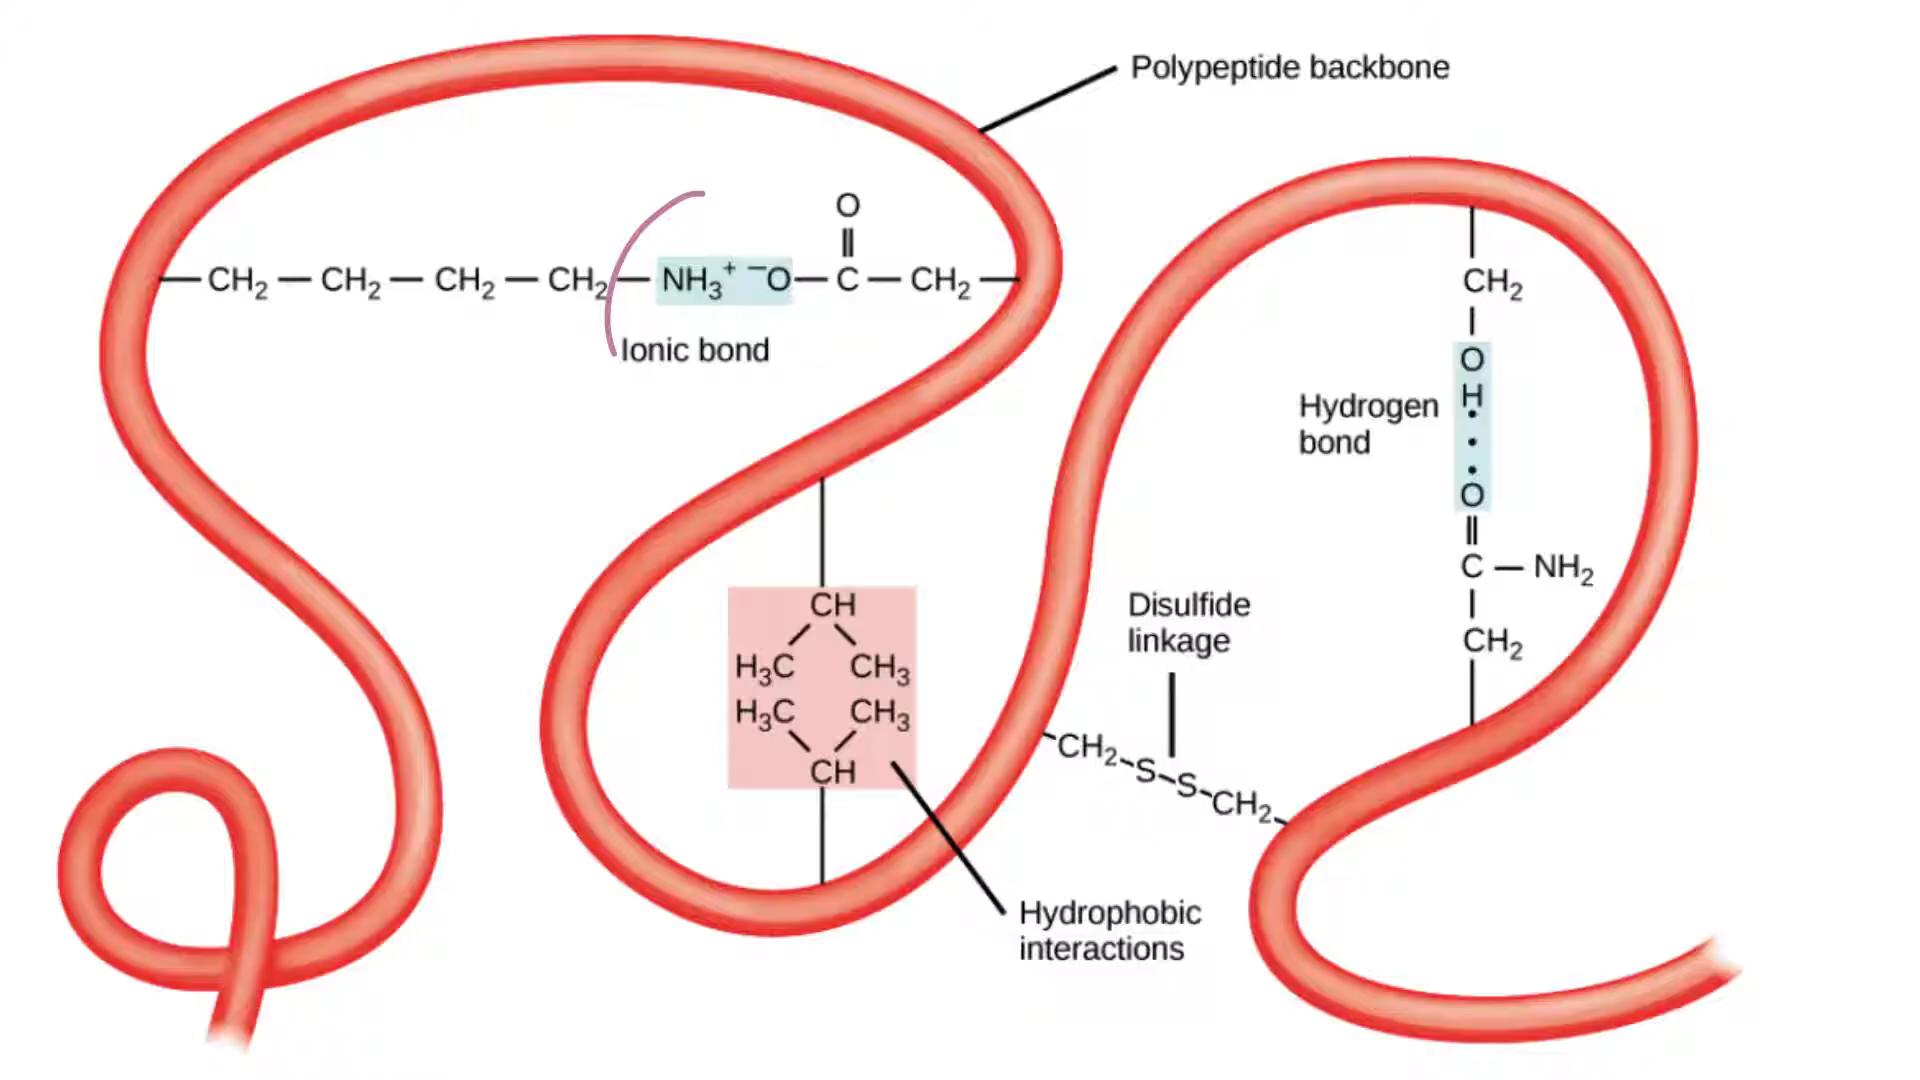 Polypeptide backbone
O
CH₂ — CH₂ — CH₂ — CH₂ — NH₃⁺ ⁻O — C — CH₂
Ionic bond
CH₂
O
H
Hydrogen
bond
O
C — NH₂
CH₂
Disulfide
linkage
CH
H₃C CH₃
H₃C CH₃
CH
CH₂-S-S-CH₂
Hydrophobic
interactions